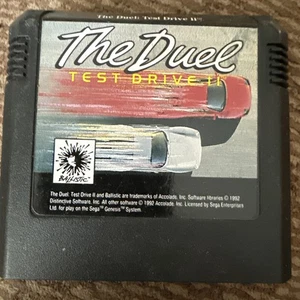 The Duel: Test Drive II™
The Duel
TEST DRIVE II
BALLISTIC
The Duel: Test Drive II and Ballistic are trademarks of Accolade, Inc. Software libraries © 1992
Distinctive Software, Inc. All other software © 1992 Accolade, Inc. Licensed by Sega Enterprises
Ltd. for play on the Sega™ Genesis™ System.